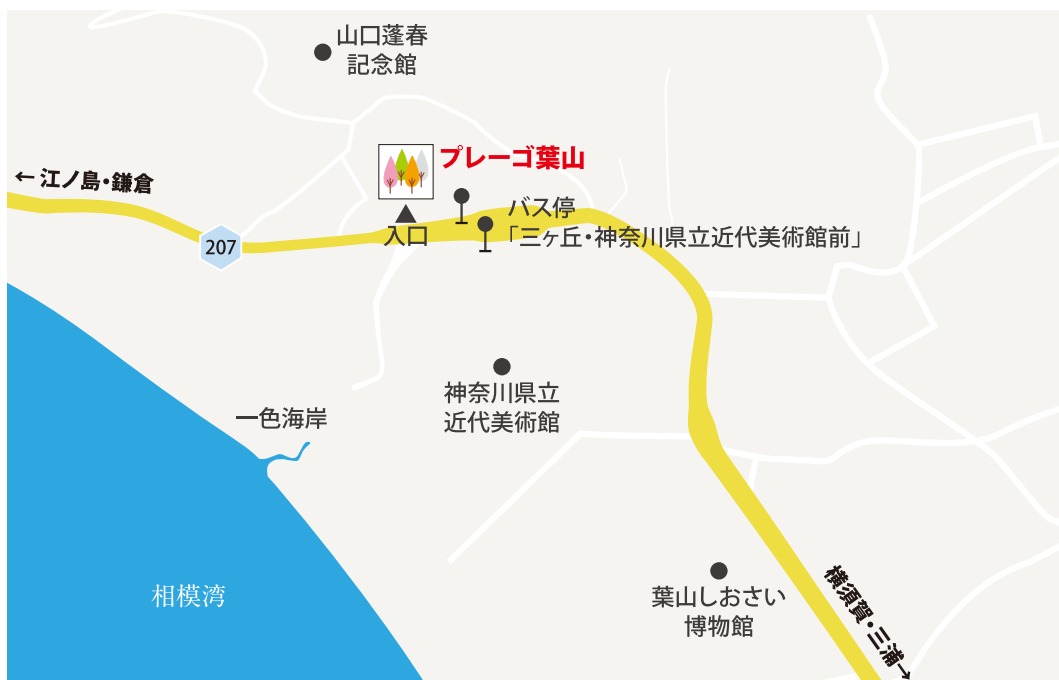 山口蓬春
記念館
プレーゴ葉山
←江ノ島・鎌倉
バス停
入口
「三ヶ丘・神奈川県立近代美術館前」
207
神奈川県立
近代美術館
一色海岸
相模湾
葉山しおさい
博物館
横須賀・三浦→